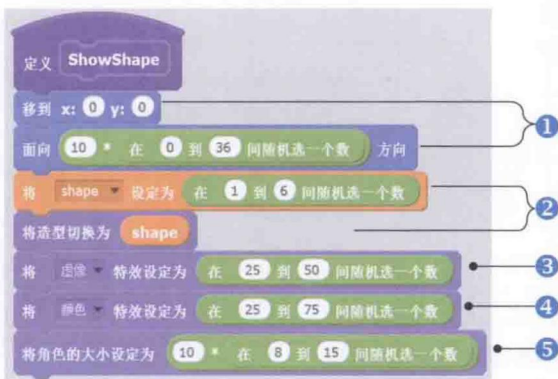 定义 ShowShape
移到 x: 0 y: 0
面向 10 * 在 0 到 36 间随机选一个数 方向
1
将 shape 设定为 在 1 到 6 间随机选一个数
2
将造型切换为 shape
将 虚像 特效设定为 在 25 到 50 间随机选一个数
3
将 颜色 特效设定为 在 25 到 75 间随机选一个数
4
将角色的大小设定为 10 * 在 8 到 15 间随机选一个数
5